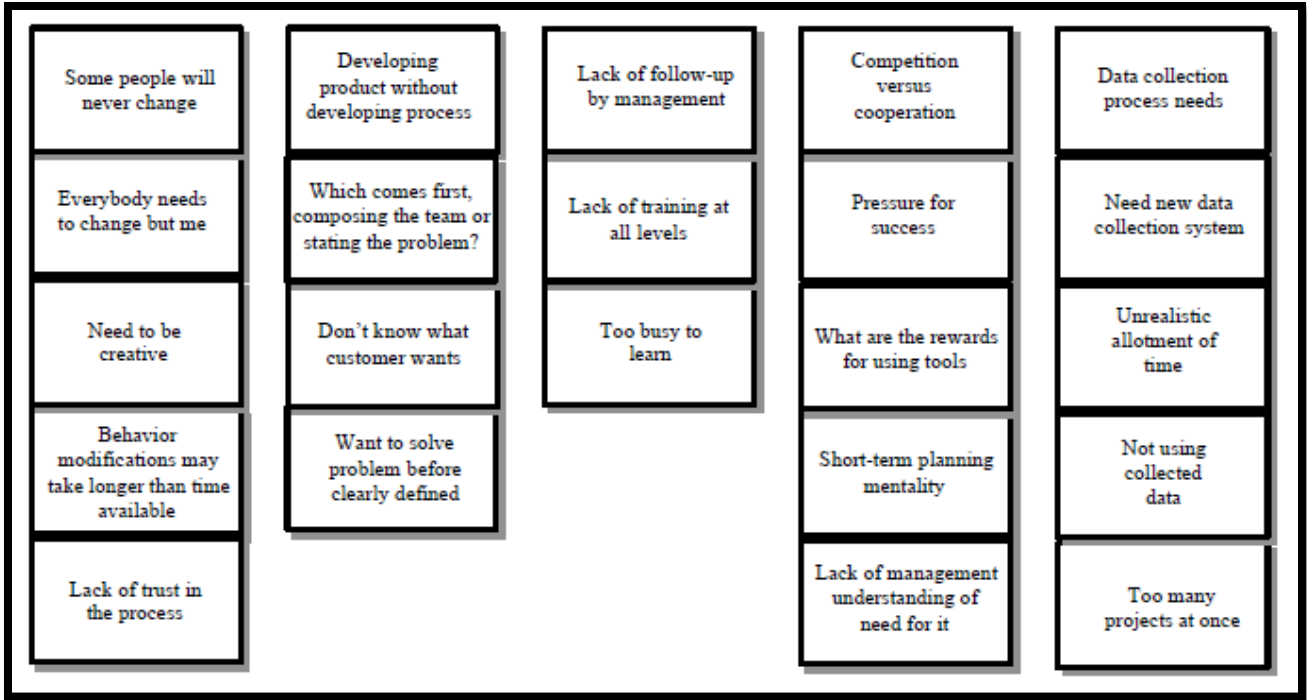 Some people will
never change
Everybody needs
to change but me
Need to be
creative
Behavior
modifications may
take longer than time
available
Lack of trust in
the process
Developing
product without
developing process
Which comes first,
composing the team or
stating the problem?
Don’t know what
customer wants
Want to solve
problem before
clearly defined
Lack of follow-up
by management
Lack of training at
all levels
Too busy to
learn
Competition
versus
cooperation
Pressure for
success
What are the rewards
for using tools
Short-term planning
mentality
Lack of management
understanding of
need for it
Data collection
process needs
Need new data
collection system
Unrealistic
allotment of
time
Not using
collected
data
Too many
projects at once